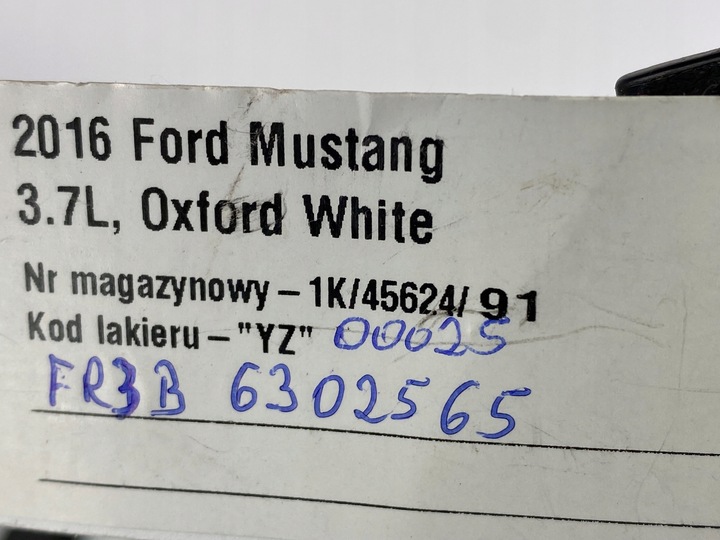 2016 Ford Mustang
3.7L, Oxford White
Nr magazynowy – 1K/45624/ 91
Kod lakieru – "YZ" 00025
FR3B 6302565